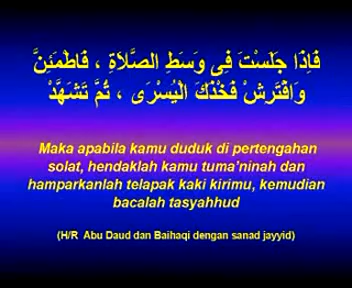 فَاِذَا جَلَسْتَ فِى وَسَطِ الصَّلَاةِ ، فَاطْمَئِنَّ
وَافْتَرِشْ فَخْذَكَ الْيُسْرَى ، ثُمَّ تَشَهَّدْ
Maka apabila kamu duduk di pertengahan
solat, hendaklah kamu tuma'ninah dan
hamparkanlah telapak kaki kirimu, kemudian
bacalah tasyahhud
(H/R Abu Daud dan Baihaqi dengan sanad jayyid)